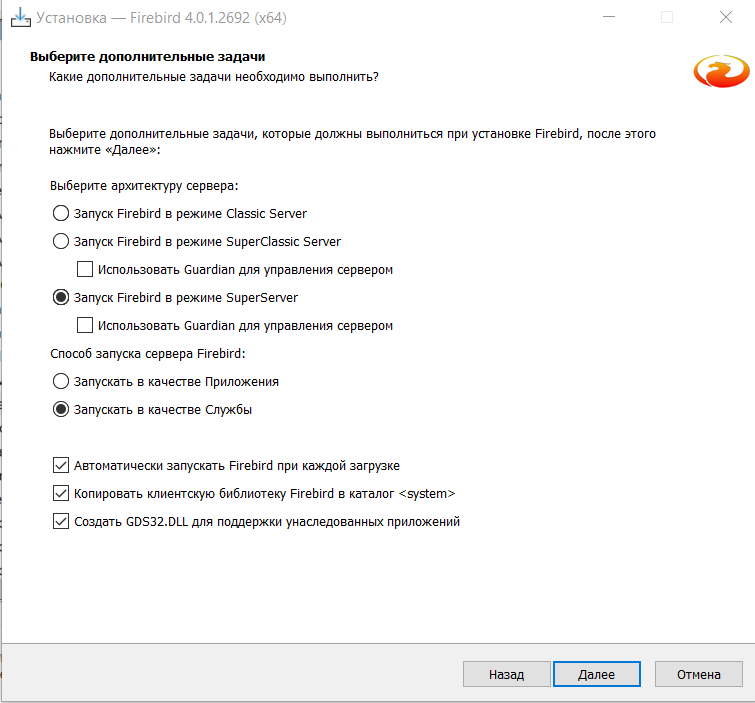 Установка — Firebird 4.0.1.2692 (x64)
Выберите дополнительные задачи
Какие дополнительные задачи необходимо выполнить?
Выберите дополнительные задачи, которые должны выполниться при установке Firebird, после этого
нажмите «Далее»:
Выберите архитектуру сервера:
Запуск Firebird в режиме Classic Server
Запуск Firebird в режиме SuperClassic Server
Использовать Guardian для управления сервером
Запуск Firebird в режиме SuperServer
Использовать Guardian для управления сервером
Способ запуска сервера Firebird:
Запускать в качестве Приложения
Запускать в качестве Службы
Автоматически запускать Firebird при каждой загрузке
Копировать клиентскую библиотеку Firebird в каталог <system>
Создать GDS32.DLL для поддержки унаследованных приложений
Назад Далее Отмена